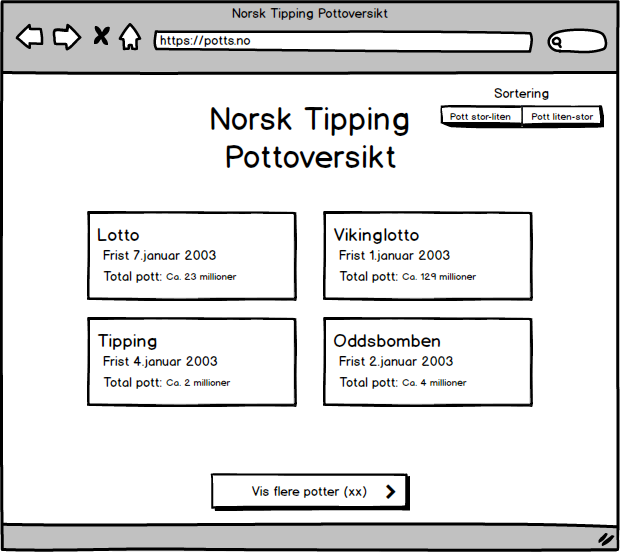 Norsk Tipping Pottoversikt
https://potts.no
Sortering
Pott stor-liten
Pott liten-stor
Norsk Tipping
Pottoversikt
Lotto
Frist 7.januar 2003
Total pott: Ca. 23 millioner
Vikinglotto
Frist 1.januar 2003
Total pott: Ca. 129 millioner
Tipping
Frist 4.januar 2003
Total pott: Ca. 2 millioner
Oddsbomben
Frist 2.januar 2003
Total pott: Ca. 4 millioner
Vis flere potter (xx)